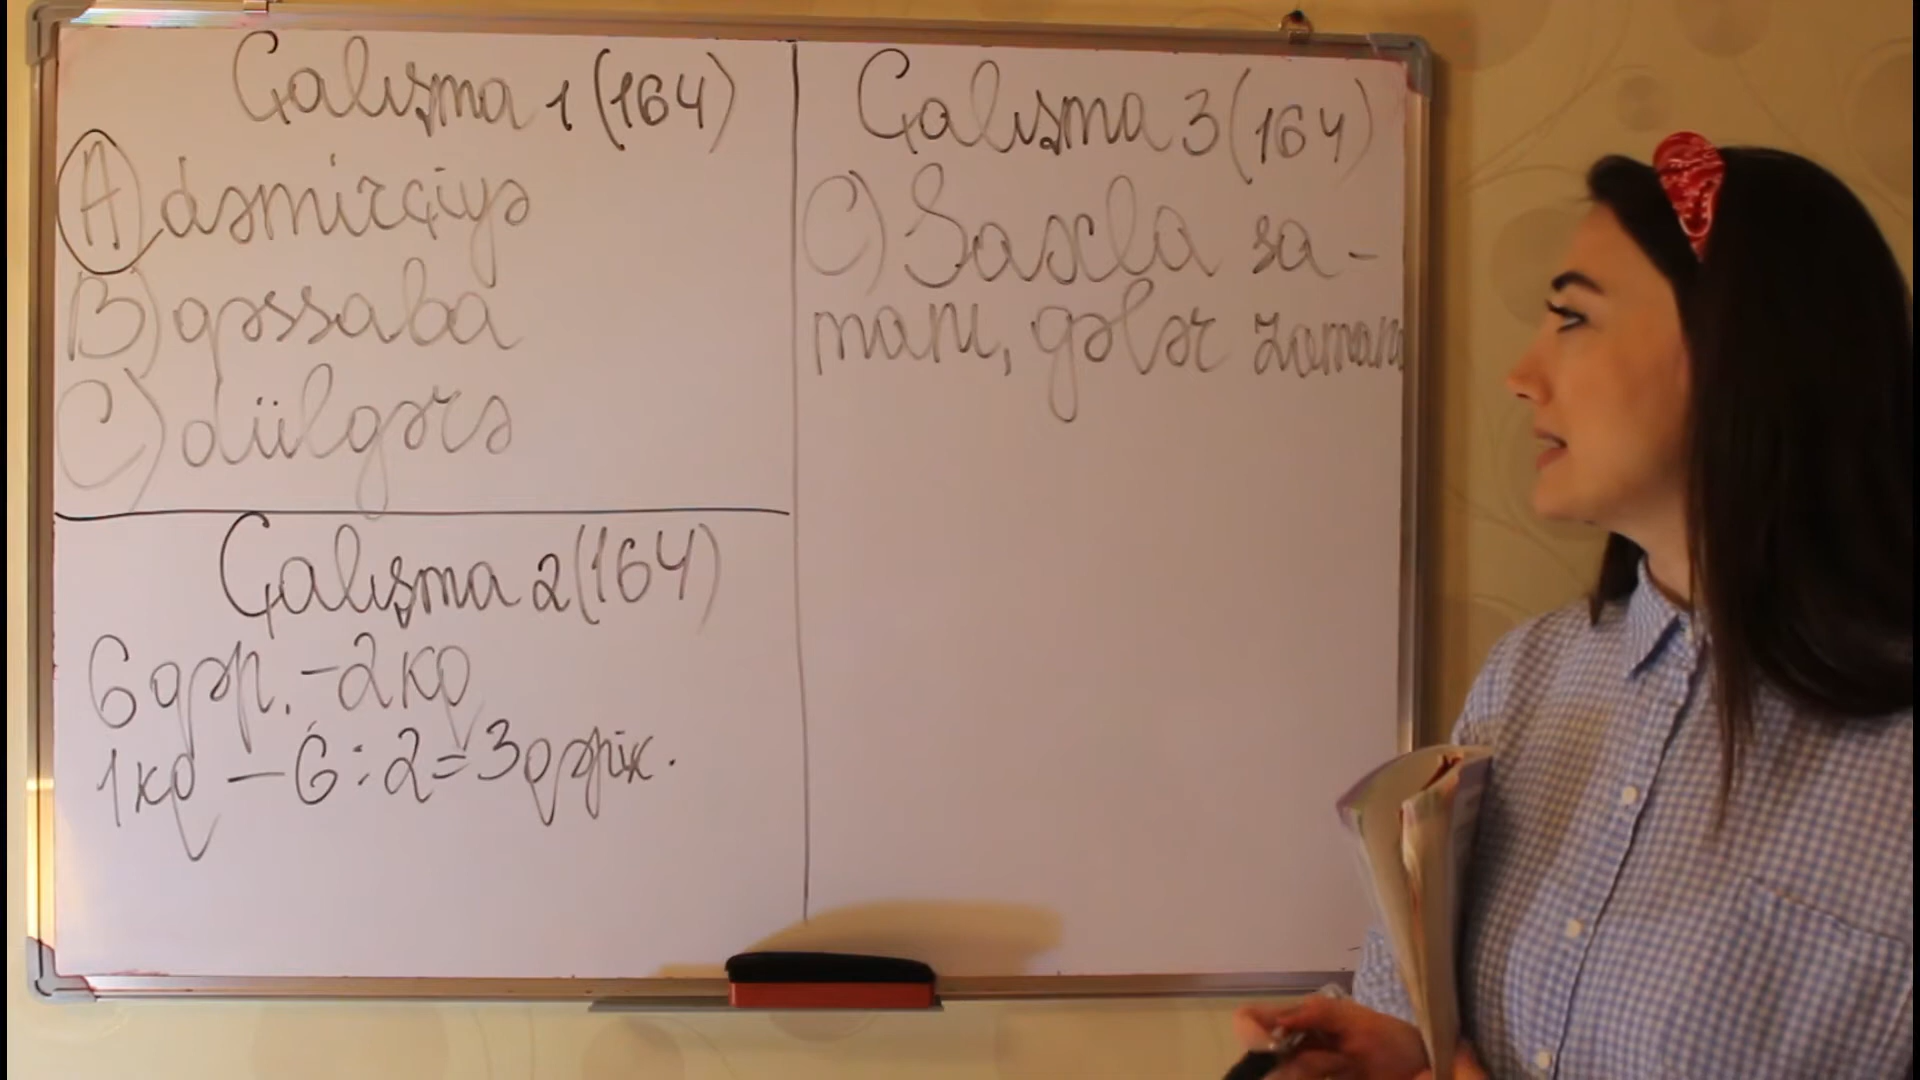 Çalışma 1 (164)
A) dəmirçiyə
B) qəssaba
C) dülgərə
Çalışma 2 (164)
6 qəp. - 2 kq
1 kq - 6 : 2 = 3 qəpik.
Çalışma 3 (164)
C) Saxla sa-
manı, gələr zamanı